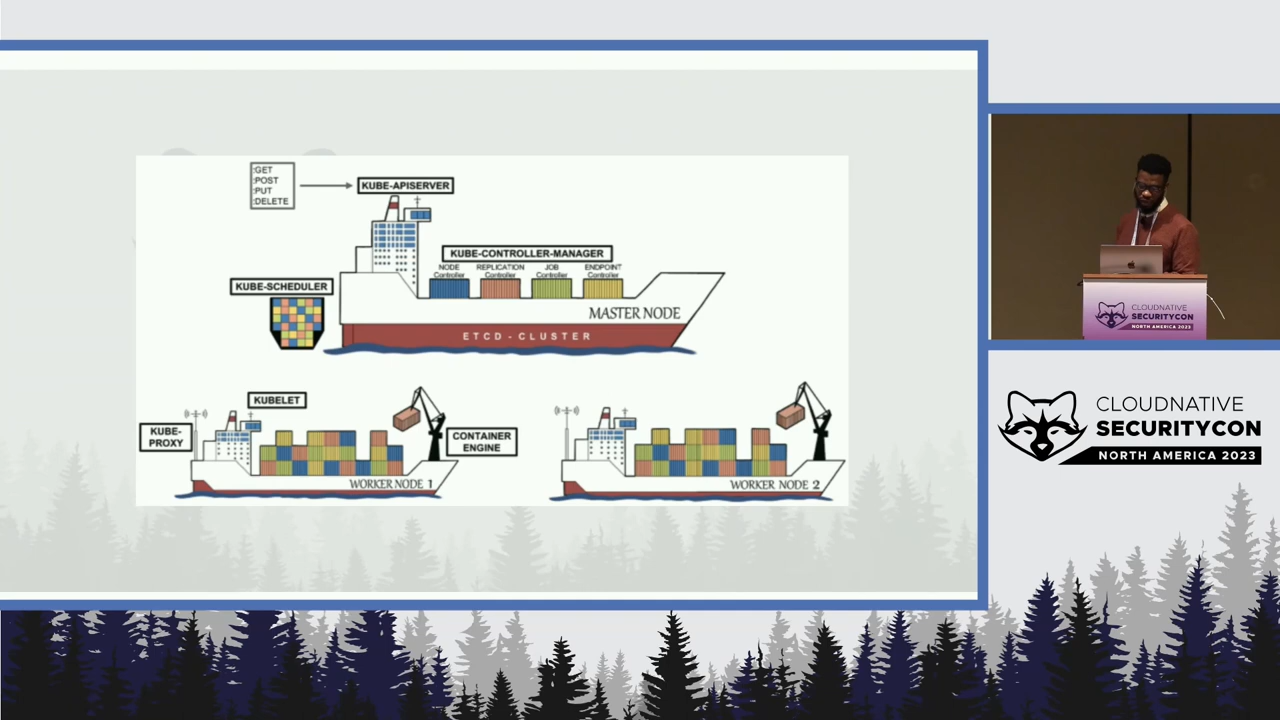 :GET
:POST
:PUT
:DELETE
KUBE-APISERVER
KUBE-CONTROLLER-MANAGER
NODE
Controller
REPLICATION
Controller
JOB
Controller
ENDPOINT
Controller
KUBE-SCHEDULER
MASTER NODE
ETCD - CLUSTER
KUBELET
KUBE-
PROXY
CONTAINER
ENGINE
WORKER NODE 1
WORKER NODE 2
CLOUDNATIVE
SECURITYCON
NORTH AMERICA 2023
CLOUDNATIVE
SECURITYCON
NORTH AMERICA 2023